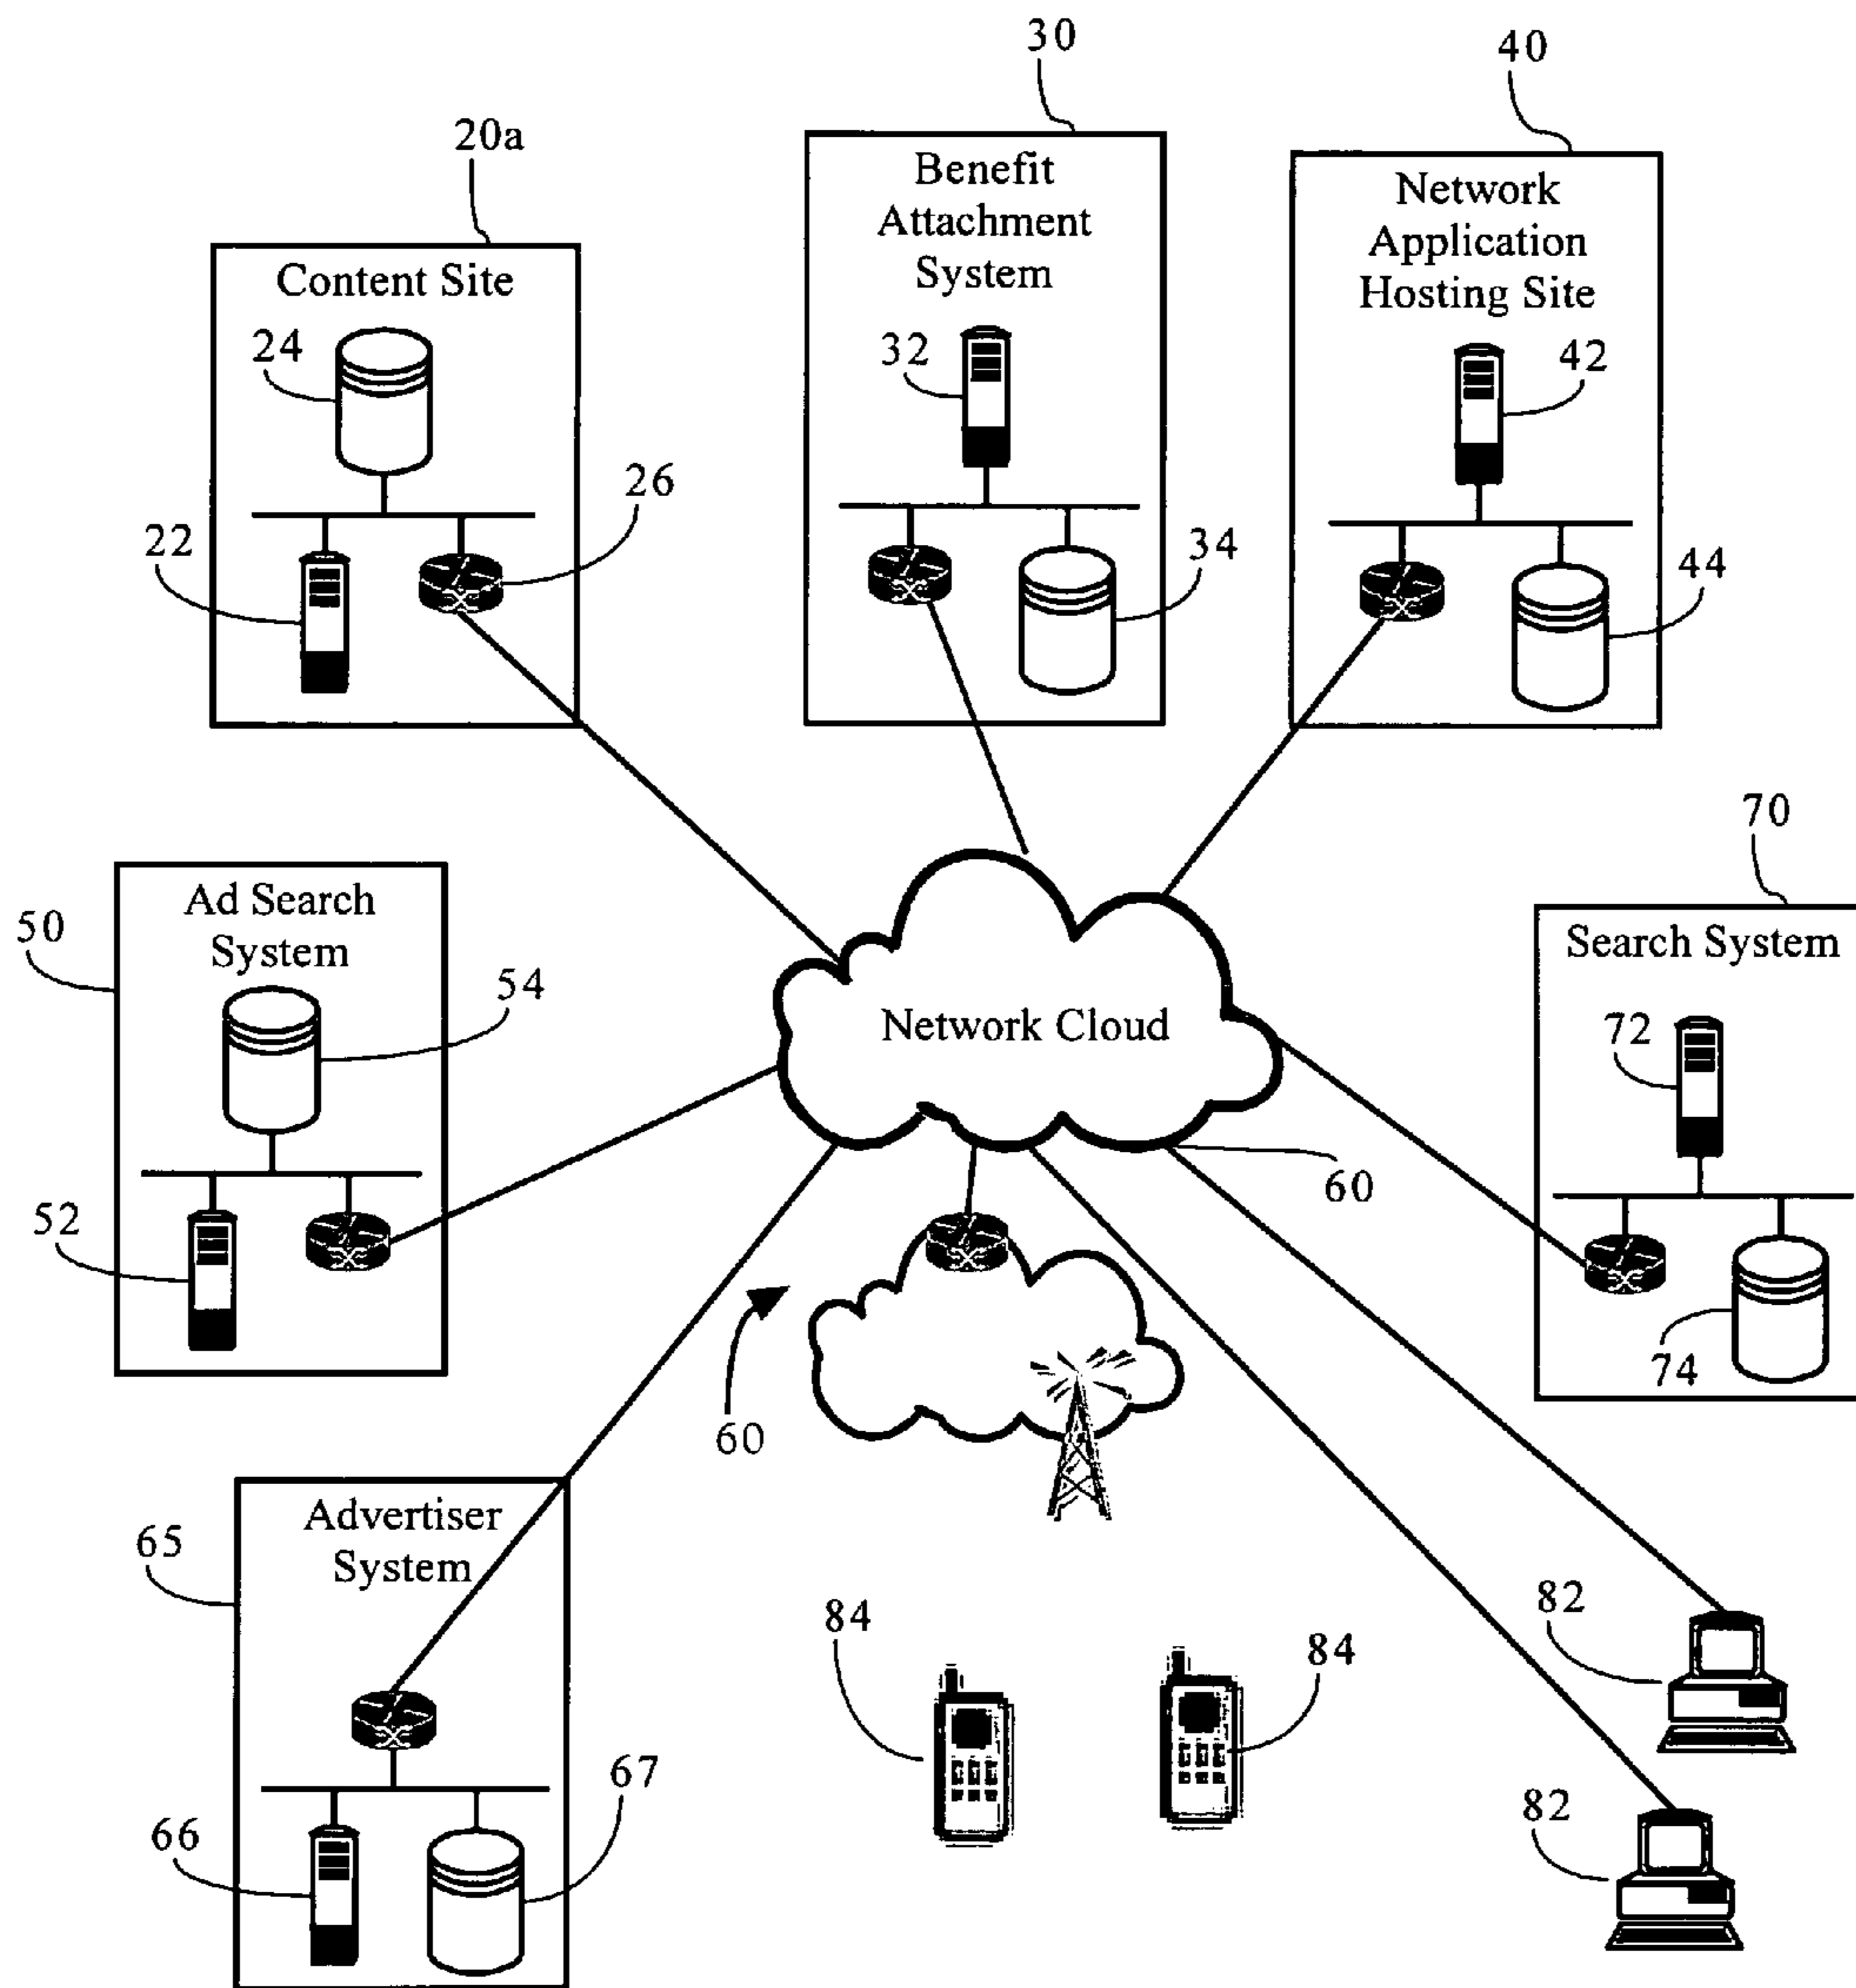 30
40
20a
Benefit
Attachment
System
Network
Application
Hosting Site
Content Site
24
32
42
26
22
34
44
70
Ad Search
System
50
Search System
54
Network Cloud
72
60
52
74
60
Advertiser
System
65
84
84
82
67
66
82